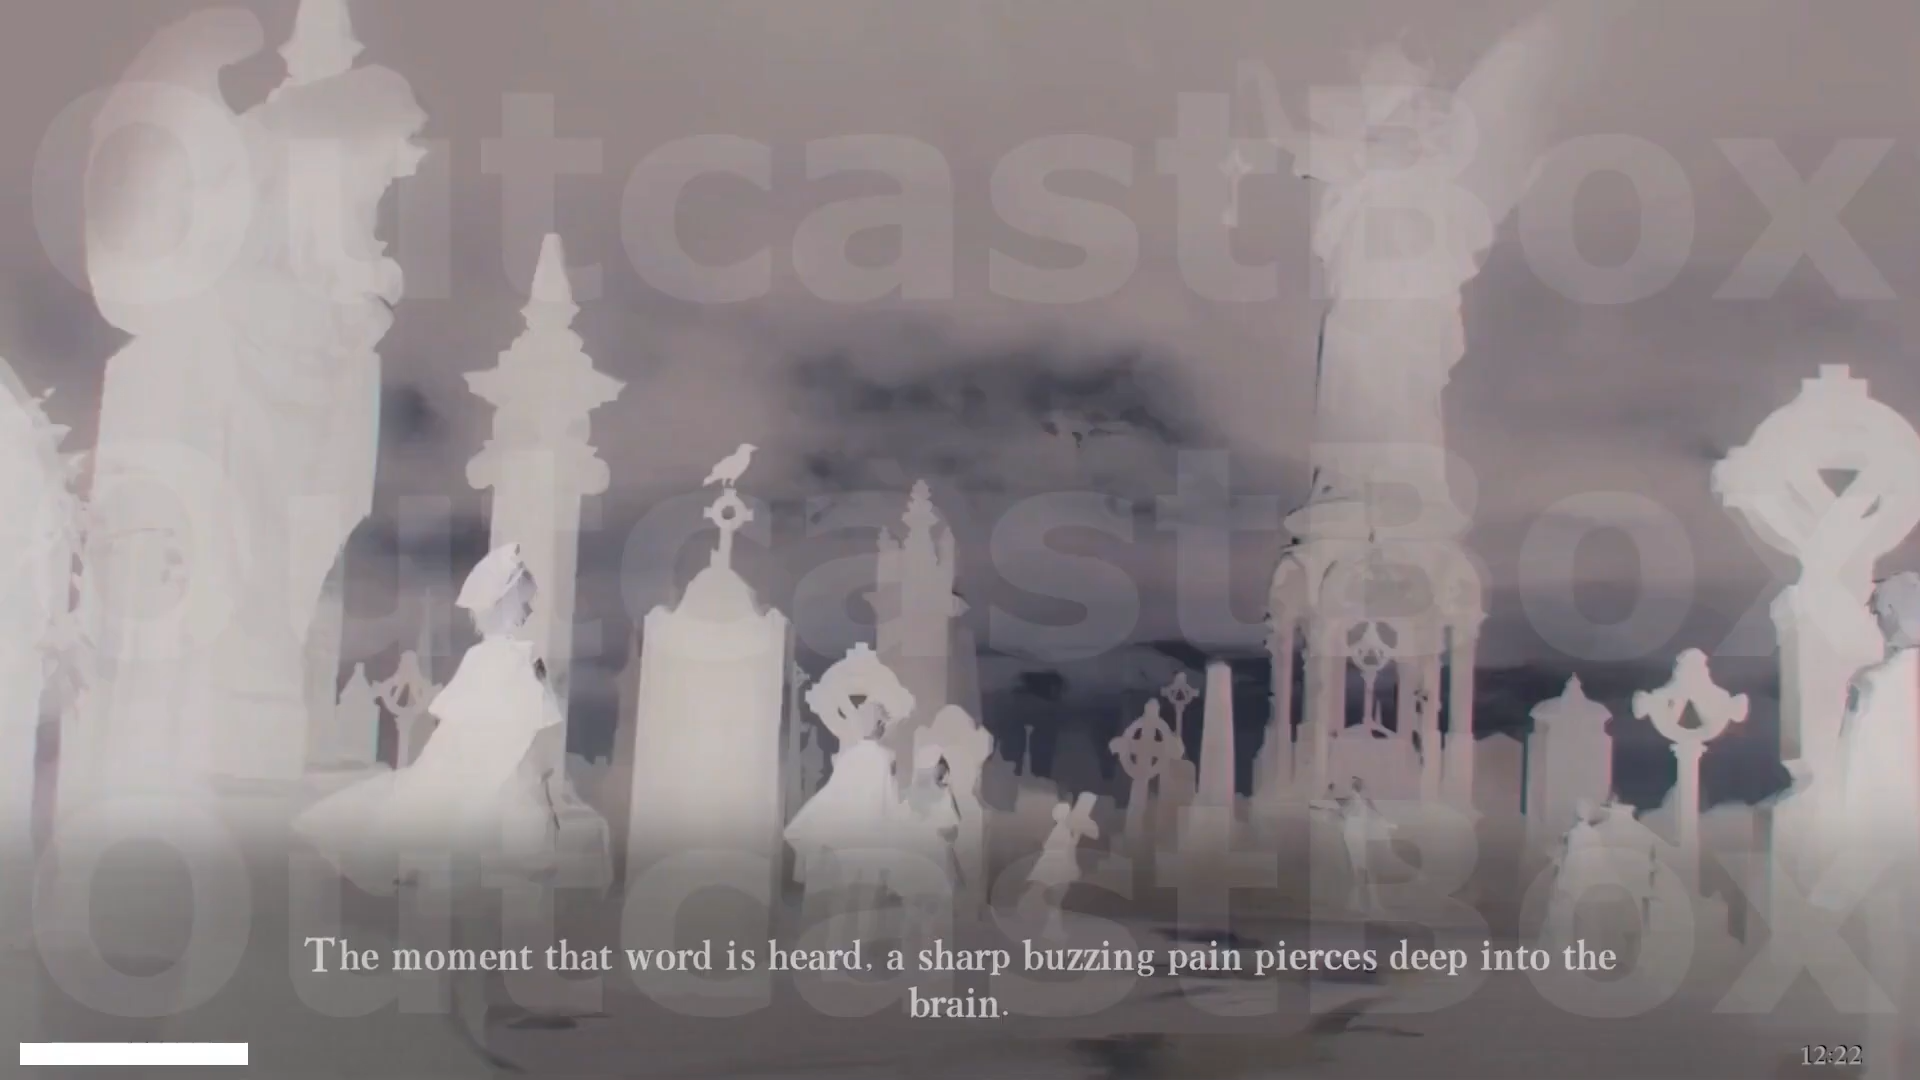 OutcastBox
OutcastBox
OutcastBox
The moment that word is heard, a sharp buzzing pain pierces deep into the
brain.
12:22